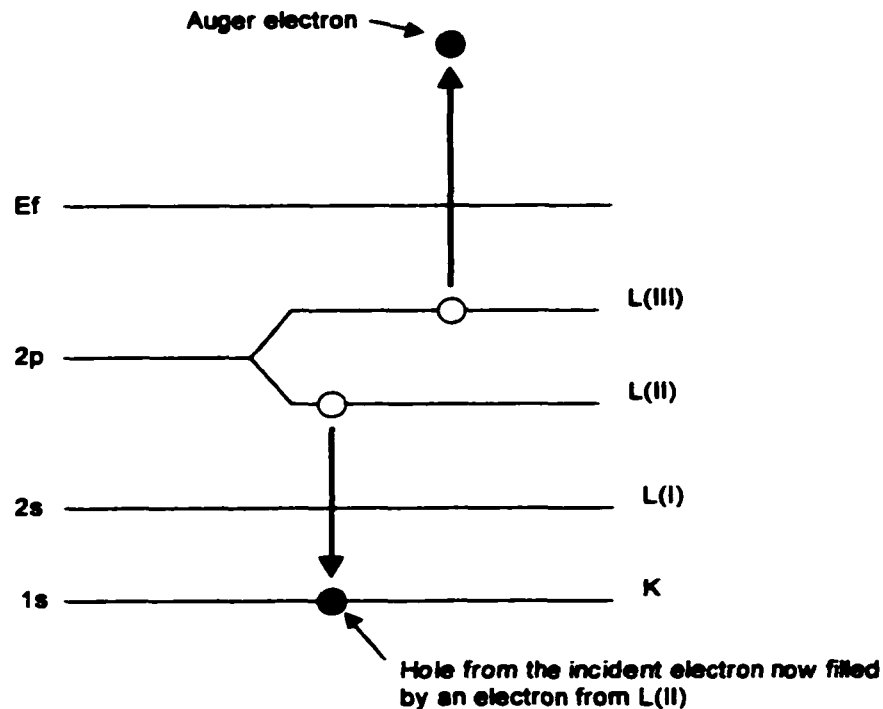 Auger electron
Ef
L(III)
2p
L(II)
2s
L(I)
1s
K
Hole from the incident electron now filled
by an electron from L(II)